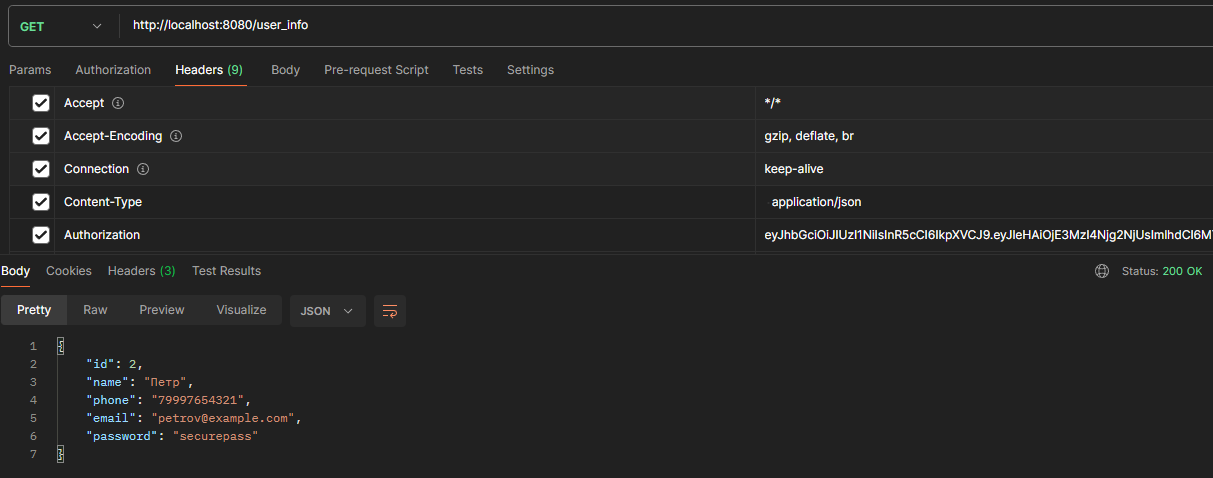 GET http://localhost:8080/user_info
Params Authorization Headers (9) Body Pre-request Script Tests Settings
Accept */*
Accept-Encoding gzip, deflate, br
Connection keep-alive
Content-Type application/json
Authorization eyJhbGciOiJIUzI1NiIsInR5cCI6IkpXVCJ9.eyJleHAiOjE3MzI4Njg2NjUsImlhdCI6MT
Body Cookies Headers (3) Test Results Status: 200 OK
Pretty Raw Preview Visualize JSON
1 {
2 "id": 2,
3 "name": "Петр",
4 "phone": "79997654321",
5 "email": "petrov@example.com",
6 "password": "securepass"
7 }